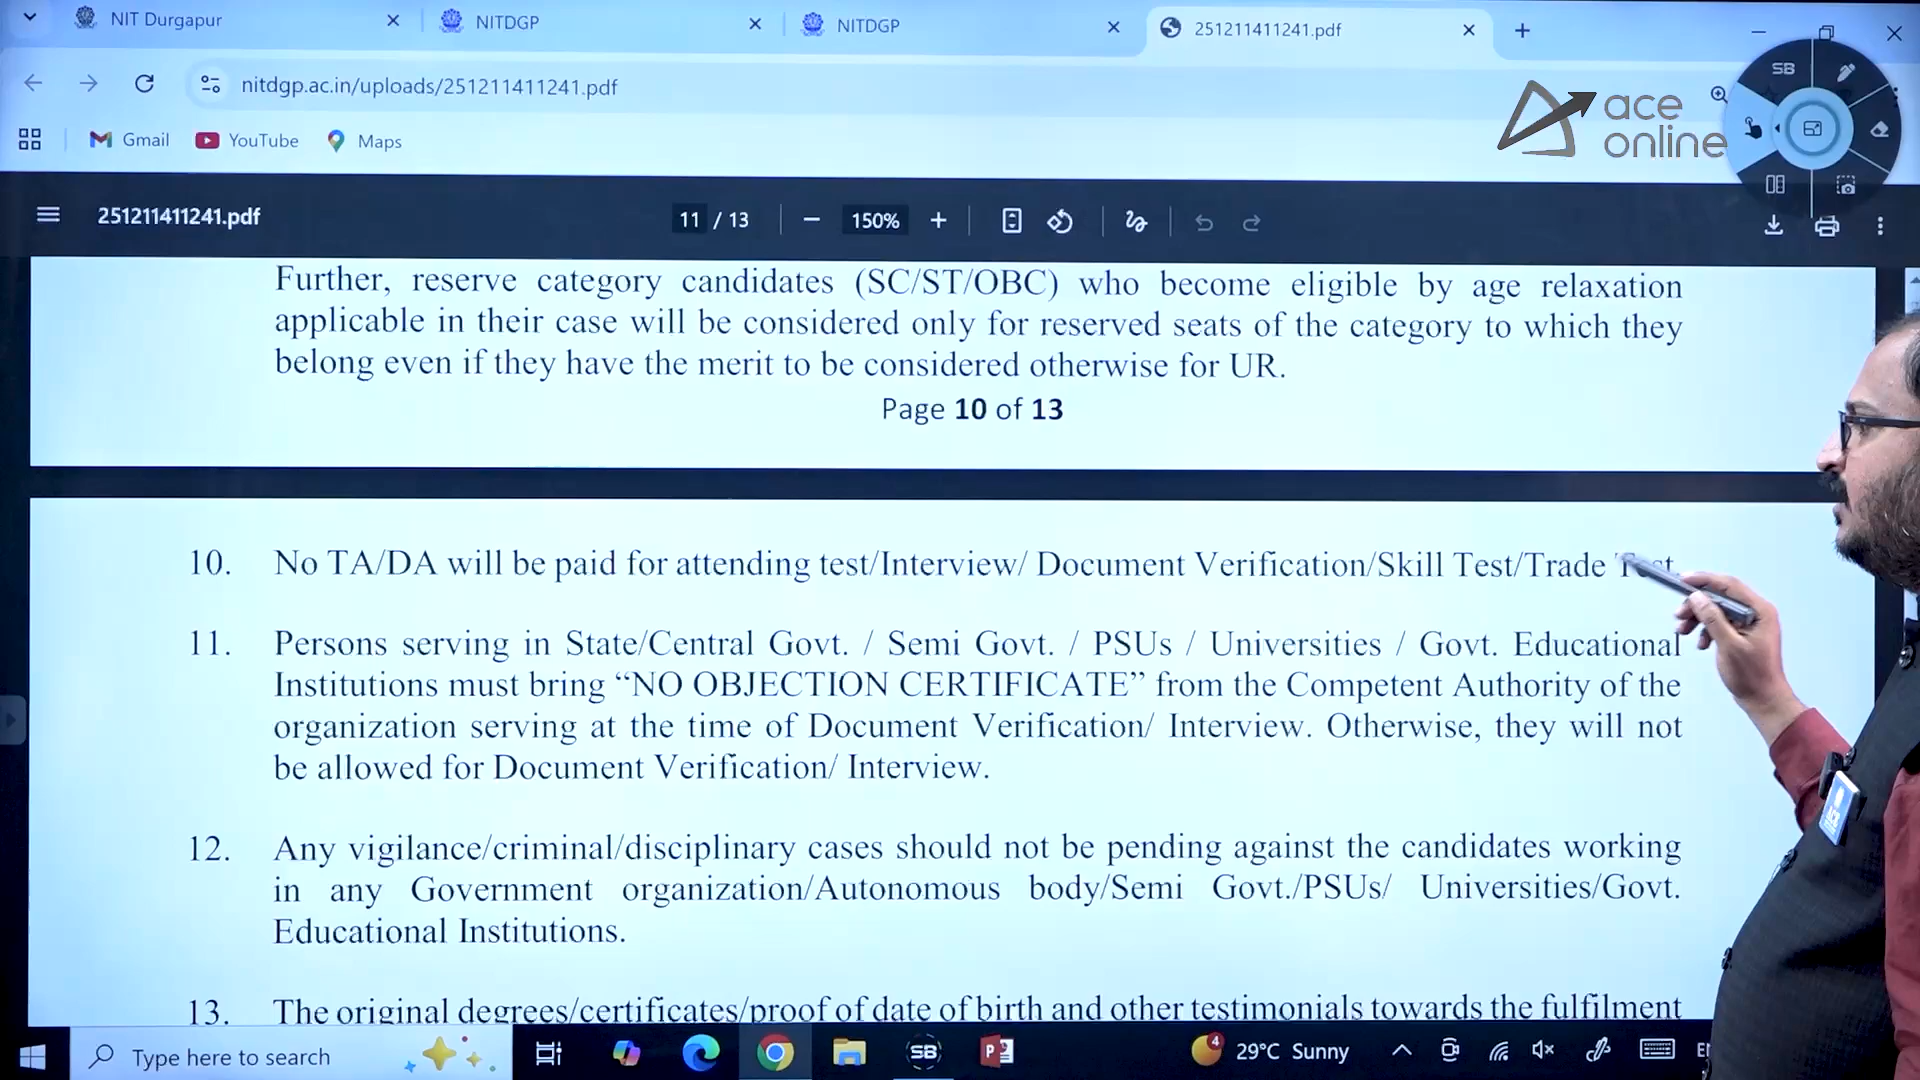 NIT Durgapur
NITDGP
NITDGP
251211411241.pdf
nitdgp.ac.in/uploads/251211411241.pdf
Gmail
YouTube
Maps
ace
online
SB
251211411241.pdf
11 / 13
150%
Further, reserve category candidates (SC/ST/OBC) who become eligible by age relaxation
applicable in their case will be considered only for reserved seats of the category to which they
belong even if they have the merit to be considered otherwise for UR.
Page 10 of 13
10. No TA/DA will be paid for attending test/Interview/ Document Verification/Skill Test/Trade Test.
11. Persons serving in State/Central Govt. / Semi Govt. / PSUs / Universities / Govt. Educational
Institutions must bring “NO OBJECTION CERTIFICATE” from the Competent Authority of the
organization serving at the time of Document Verification/ Interview. Otherwise, they will not
be allowed for Document Verification/ Interview.
12. Any vigilance/criminal/disciplinary cases should not be pending against the candidates working
in any Government organization/Autonomous body/Semi Govt./PSUs/ Universities/Govt.
Educational Institutions.
13. The original degrees/certificates/proof of date of birth and other testimonials towards the fulfilment
Type here to search
SB
P
4
29°C Sunny